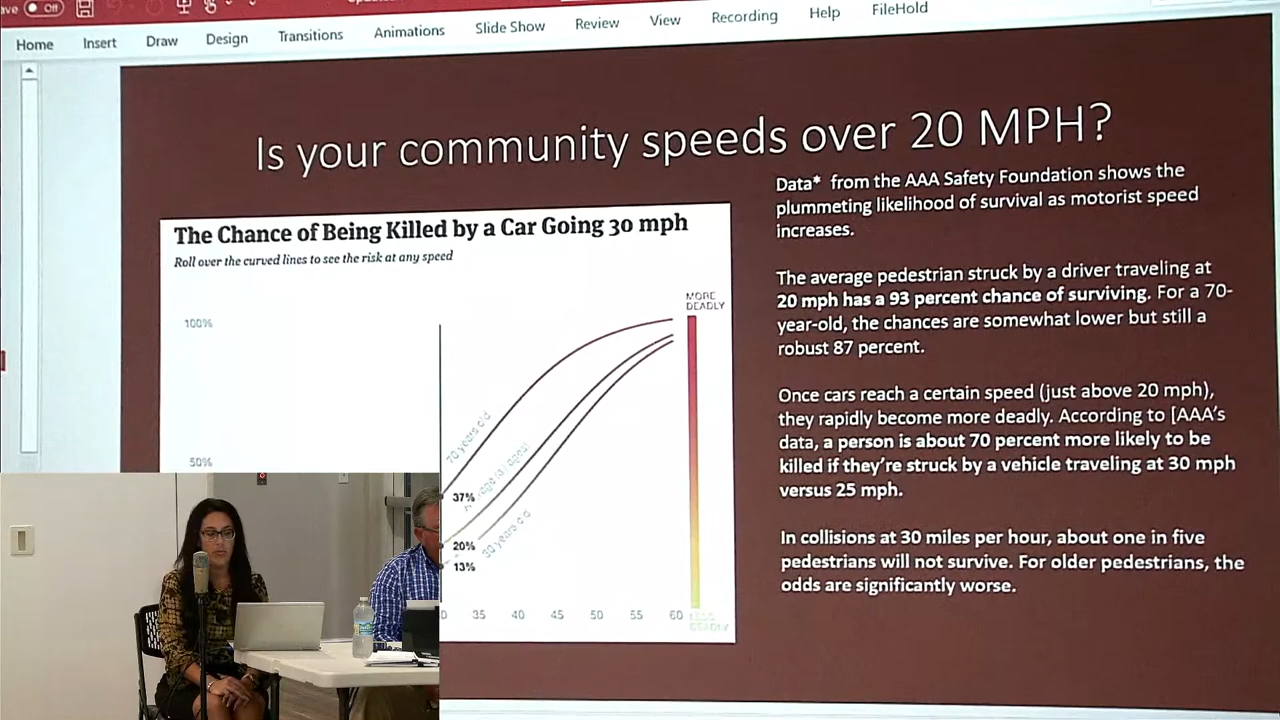 Off
Home Insert Draw Design Transitions Animations Slide Show Review View Recording Help FileHold
Is your community speeds over 20 MPH?
The Chance of Being Killed by a Car Going 30 mph
Roll over the curved lines to see the risk at any speed
MORE
DEADLY
100%
50%
70 years old
30 years old
37%
20%
13%
35 40 45 50 55 60
LESS
DEADLY
Data* from the AAA Safety Foundation shows the
plummeting likelihood of survival as motorist speed
increases.
The average pedestrian struck by a driver traveling at
20 mph has a 93 percent chance of surviving. For a 70-
year-old, the chances are somewhat lower but still a
robust 87 percent.
Once cars reach a certain speed (just above 20 mph),
they rapidly become more deadly. According to [AAA's
data, a person is about 70 percent more likely to be
killed if they're struck by a vehicle traveling at 30 mph
versus 25 mph.
In collisions at 30 miles per hour, about one in five
pedestrians will not survive. For older pedestrians, the
odds are significantly worse.